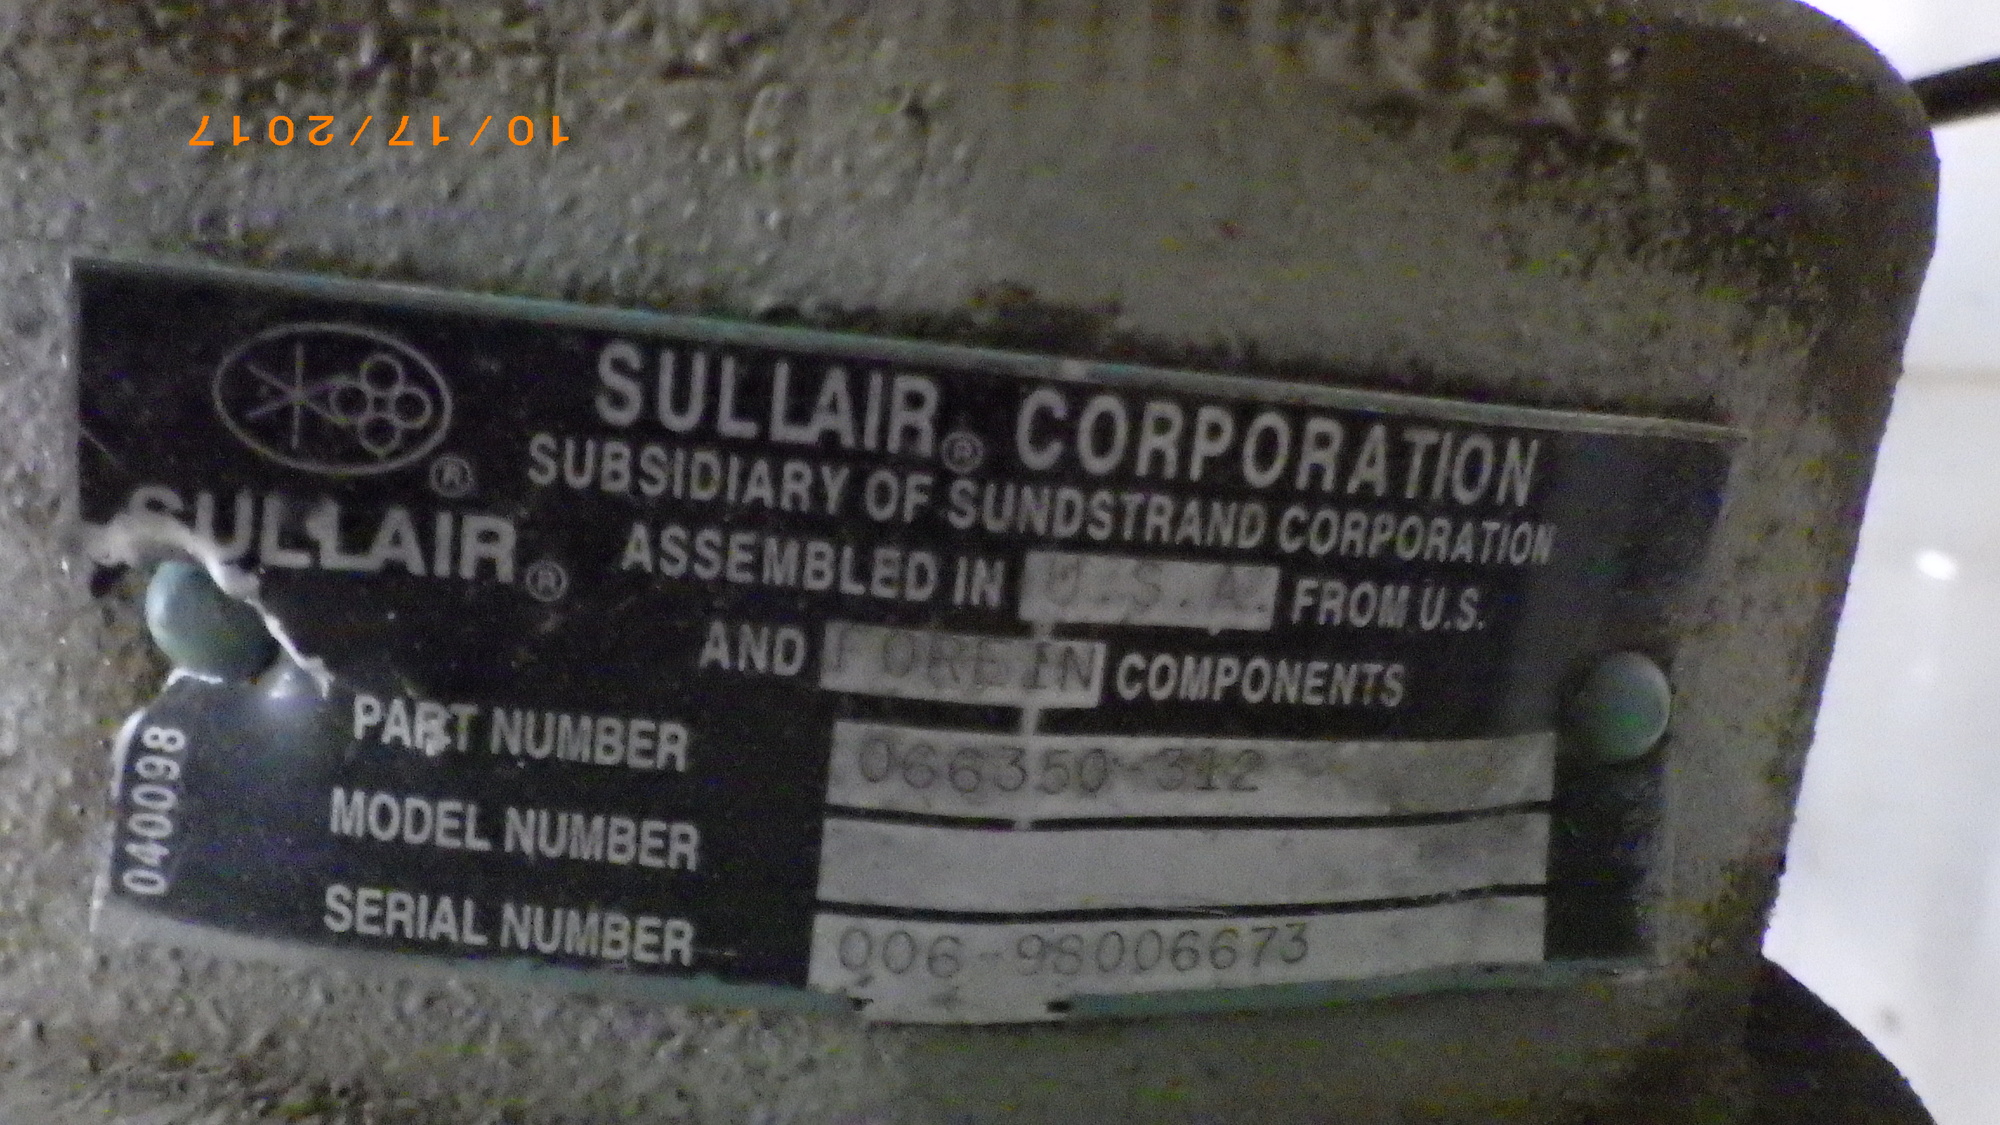 10/17/2017
SULLAIR® CORPORATION
SUBSIDIARY OF SUNDSTRAND CORPORATION
®
SULLAIR®
ASSEMBLED IN U.S.A. FROM U.S.
AND FOREIN COMPONENTS
PART NUMBER 066350-312
MODEL NUMBER
SERIAL NUMBER 006-98006673
040098